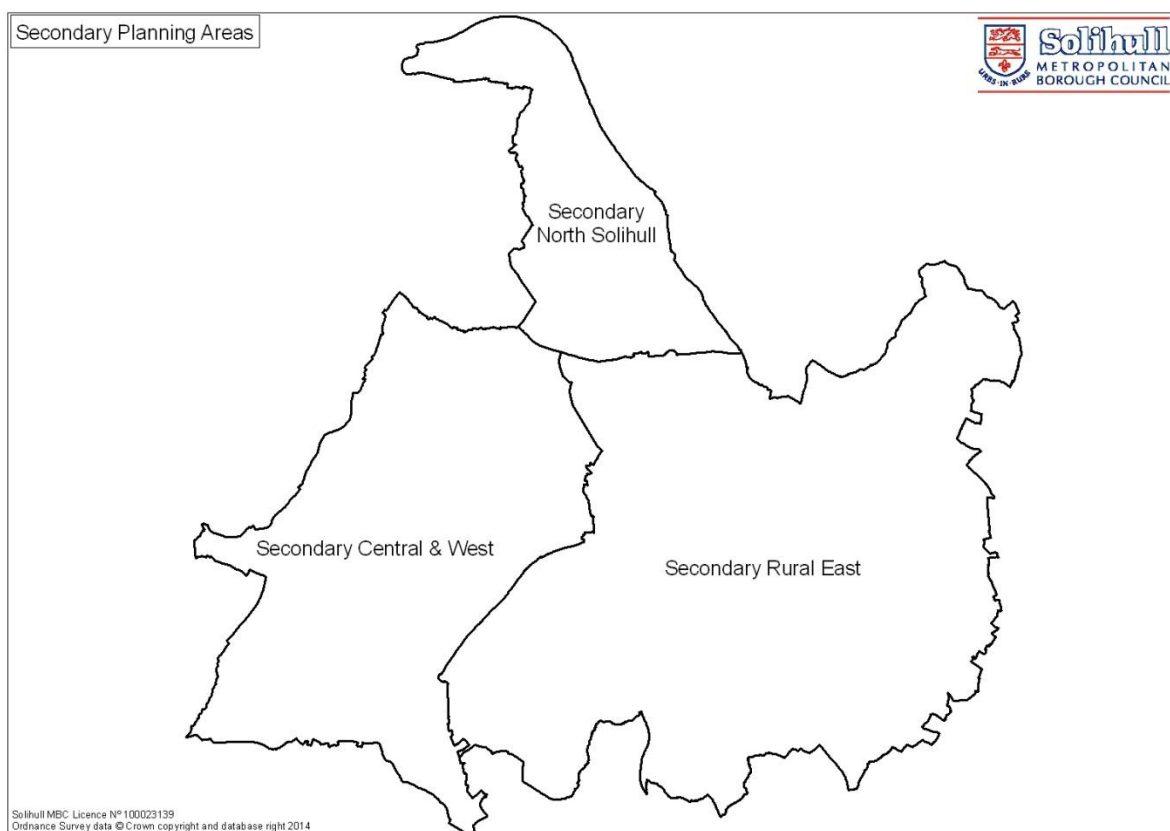 Secondary Planning Areas
Solihull
METROPOLITAN
BOROUGH COUNCIL
URBS·IN·RURE
Secondary
North Solihull
Secondary Central & West
Secondary Rural East
Solihull MBC Licence Nº 100023139
Ordnance Survey data © Crown copyright and database right 2014